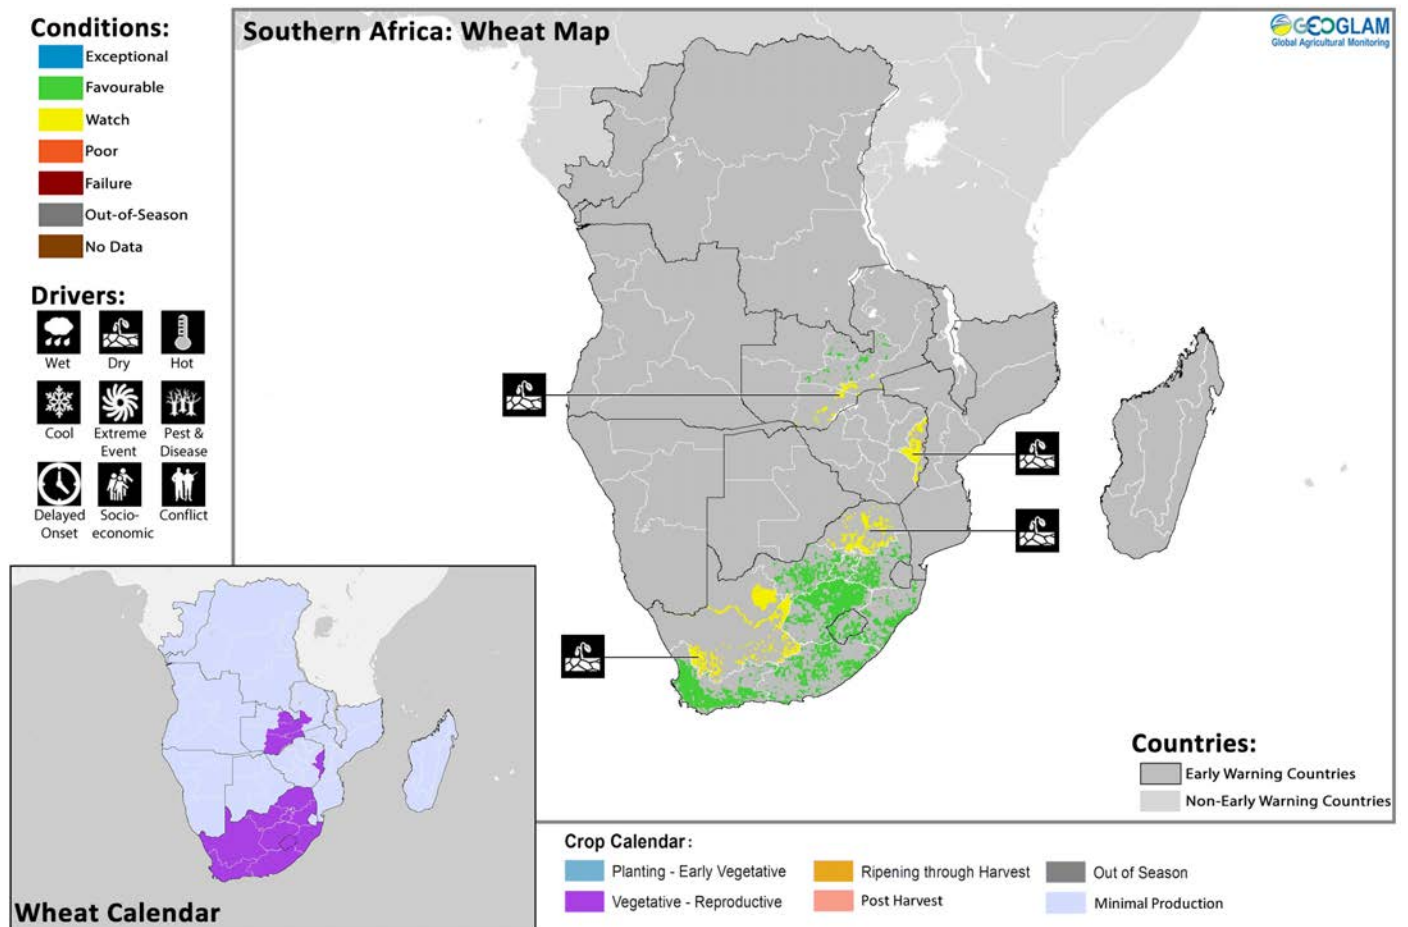 Conditions:
Exceptional
Favourable
Watch
Poor
Failure
Out-of-Season
No Data
Drivers:
Wet
Dry
Hot
Cool
Extreme
Event
Pest &
Disease
Delayed
Onset
Socio-
economic
Conflict
Southern Africa: Wheat Map
GEOGLAM
Global Agricultural Monitoring
Countries:
Early Warning Countries
Non-Early Warning Countries
Wheat Calendar
Crop Calendar:
Planting - Early Vegetative
Ripening through Harvest
Out of Season
Vegetative - Reproductive
Post Harvest
Minimal Production